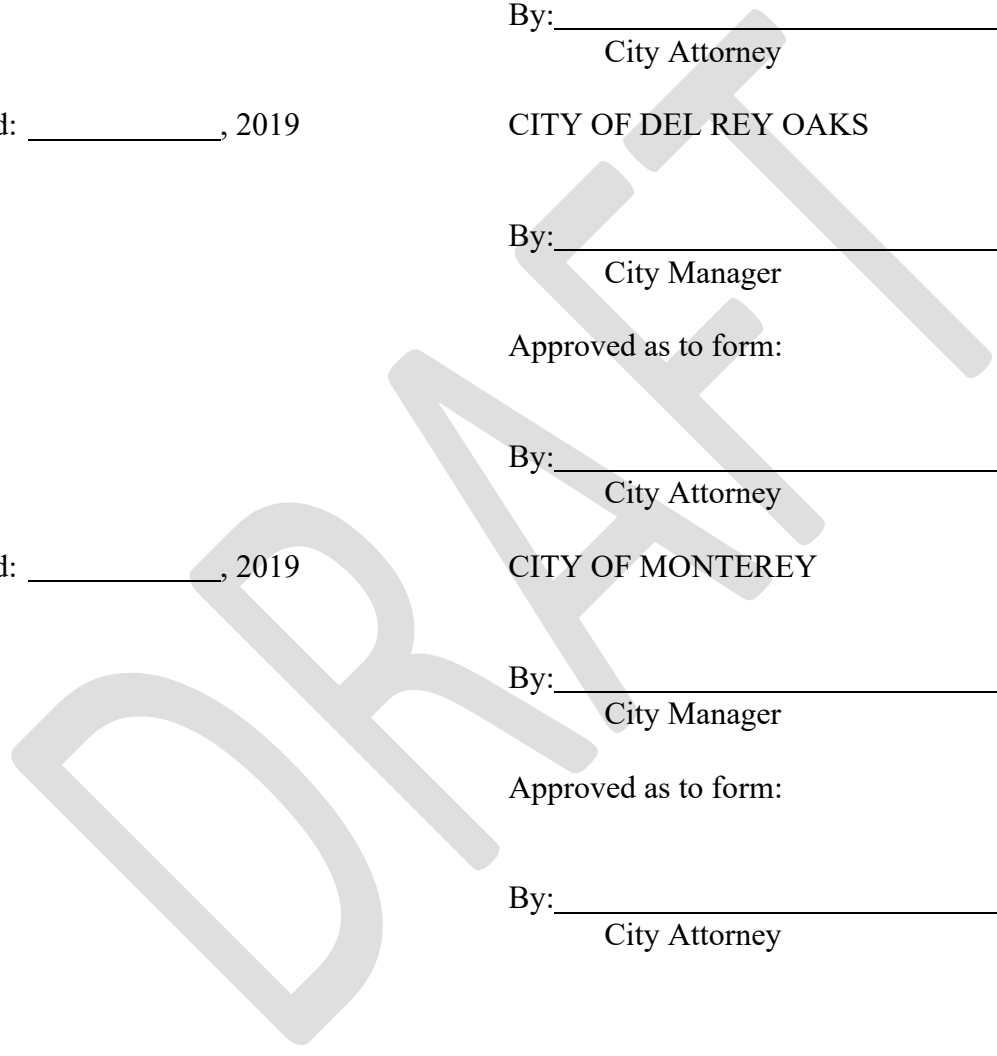 By:
City Attorney
d: , 2019 CITY OF DEL REY OAKS
By:
City Manager
Approved as to form:
By:
City Attorney
d: , 2019 CITY OF MONTEREY
By:
City Manager
Approved as to form:
By:
City Attorney
DRAFT